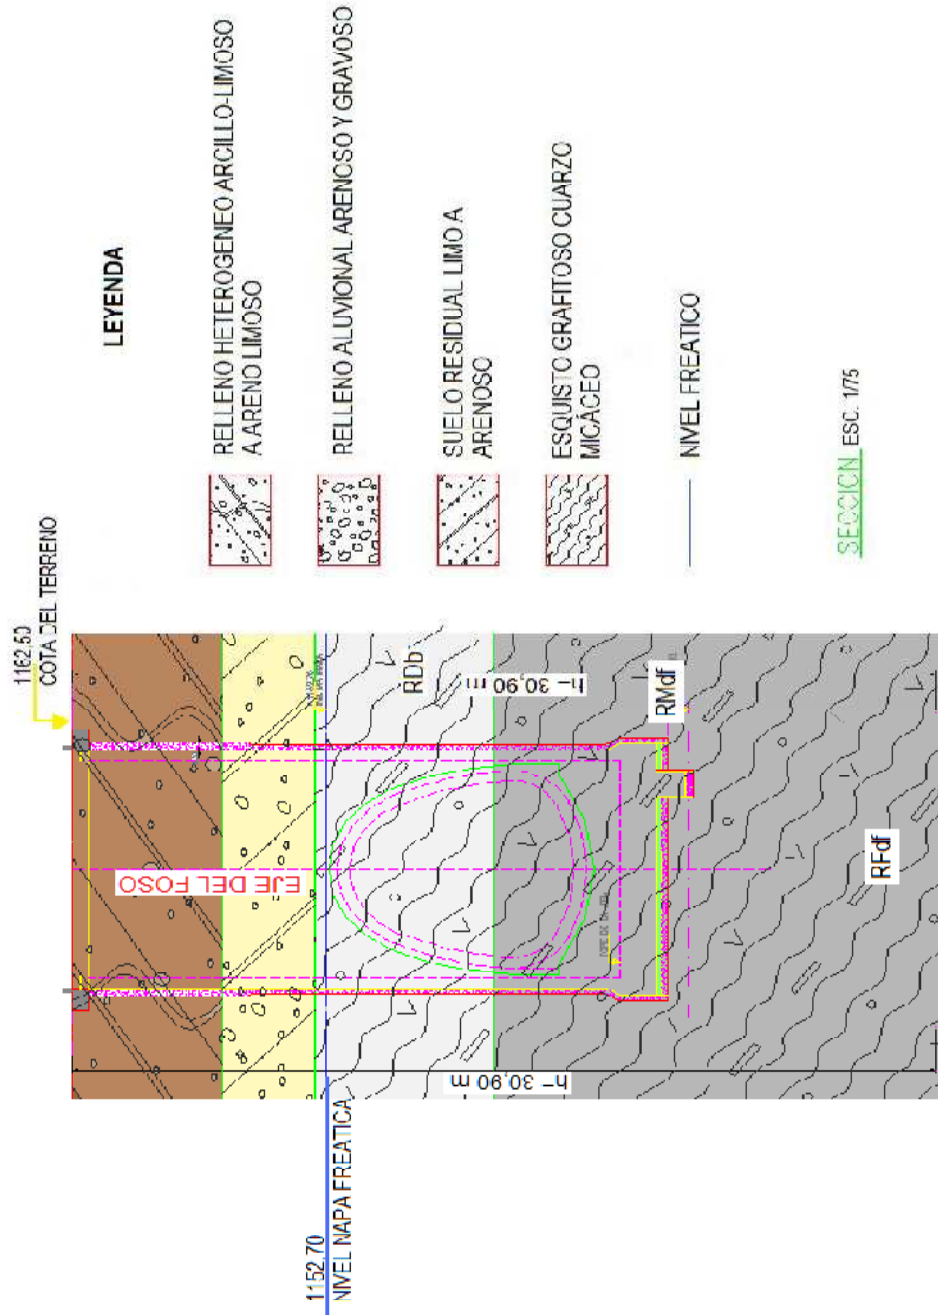 1162.50
COTA DEL TERRENO
EJE DEL FOSO
RDb
h= 30,90 m
RMdf
RFdf
h= 30,90 m
1152,70
NIVEL NAPA FREATICA
LEYENDA
RELLENO HETEROGENEO ARCILLO-LIMOSO
A ARENO LIMOSO
RELLENO ALUVIONAL ARENOSO Y GRAVOSO
SUELO RESIDUAL LIMO A
ARENOSO
ESQUISTO GRAFITOSO CUARZO
MICÁCEO
NIVEL FREATICO
SECCION ESC. 1/75